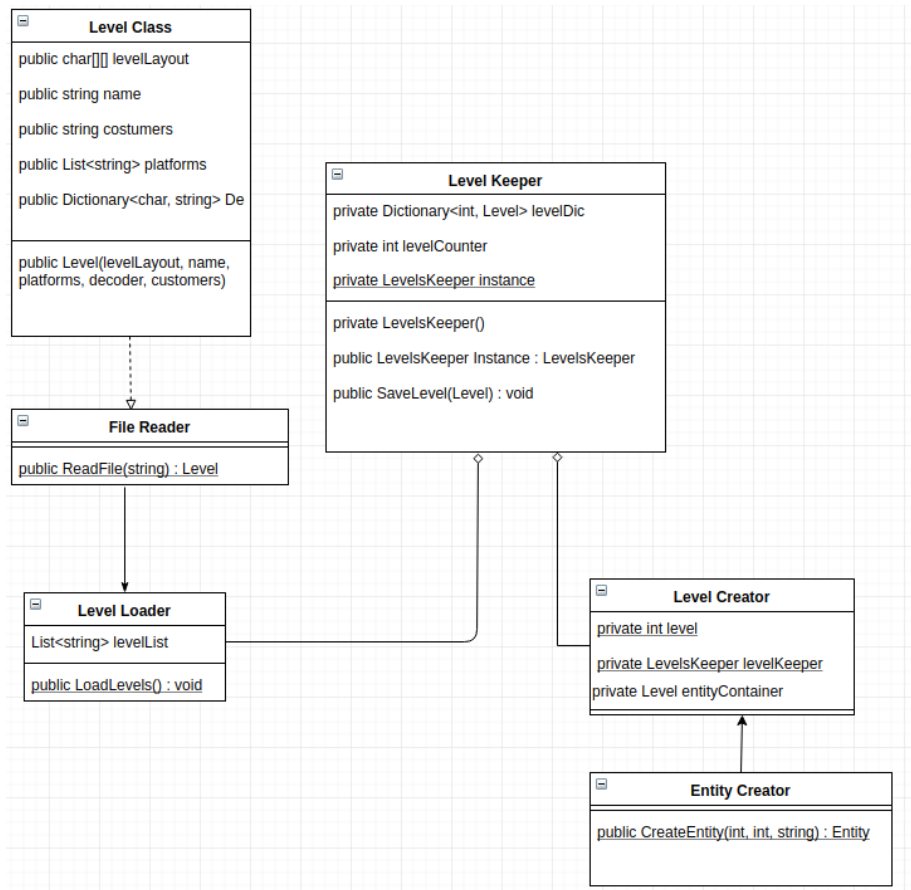 Level Class
public char[][] levelLayout
public string name
public string costumers
public List<string> platforms
public Dictionary<char, string> De
public Level(levelLayout, name,
platforms, decoder, customers)
Level Keeper
private Dictionary<int, Level> levelDic
private int levelCounter
private LevelsKeeper instance
private LevelsKeeper()
public LevelsKeeper Instance : LevelsKeeper
public SaveLevel(Level) : void
File Reader
public ReadFile(string) : Level
Level Loader
List<string> levelList
public LoadLevels() : void
Level Creator
private int level
private LevelsKeeper levelKeeper
private Level entityContainer
Entity Creator
public CreateEntity(int, int, string) : Entity